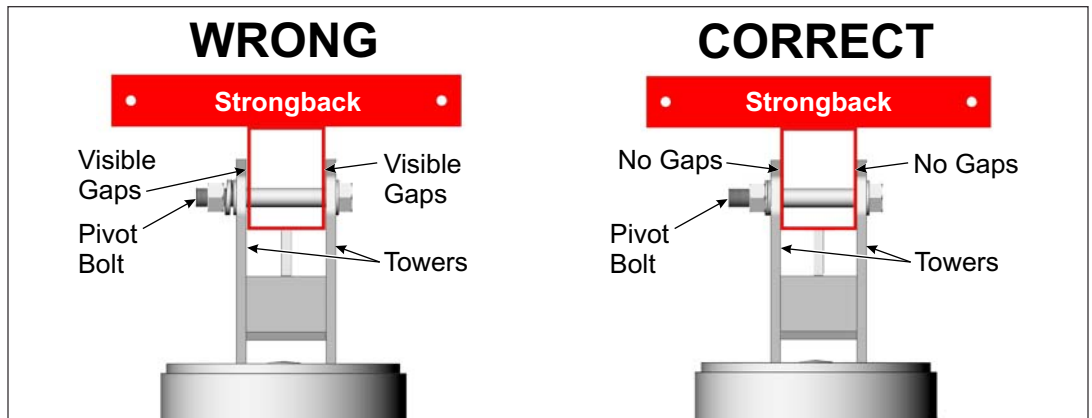 WRONG
Strongback
Visible
Gaps
Visible
Gaps
Pivot
Bolt
Towers
CORRECT
Strongback
No Gaps
No Gaps
Pivot
Bolt
Towers